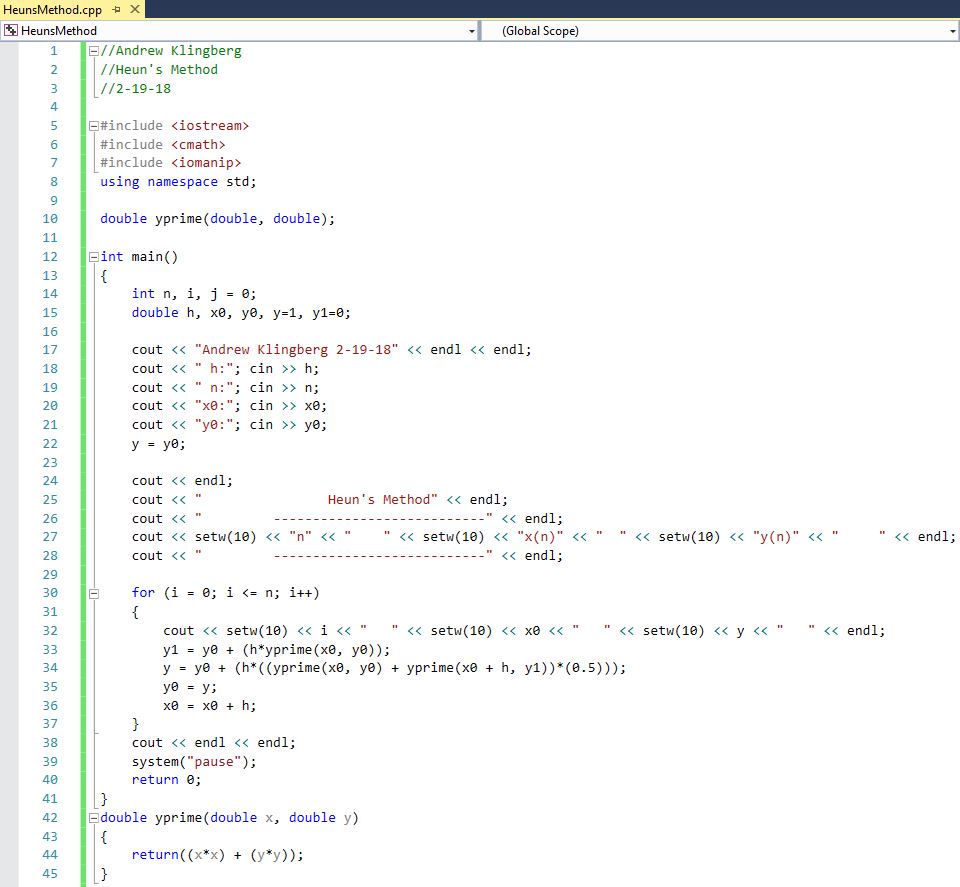 HeunsMethod.cpp
HeunsMethod (Global Scope)
1 //Andrew Klingberg
2 //Heun's Method
3 //2-19-18
4
5 #include <iostream>
6 #include <cmath>
7 #include <iomanip>
8 using namespace std;
9
10 double yprime(double, double);
11
12 int main()
13 {
14     int n, i, j = 0;
15     double h, x0, y0, y=1, y1=0;
16
17     cout << "Andrew Klingberg 2-19-18" << endl << endl;
18     cout << " h:"; cin >> h;
19     cout << " n:"; cin >> n;
20     cout << "x0:"; cin >> x0;
21     cout << "y0:"; cin >> y0;
22     y = y0;
23
24     cout << endl;
25     cout << "                Heun's Method" << endl;
26     cout << "         ---------------------------" << endl;
27     cout << setw(10) << "n" << "    " << setw(10) << "x(n)" << "  " << setw(10) << "y(n)" << "     " << endl;
28     cout << "         ---------------------------" << endl;
29
30     for (i = 0; i <= n; i++)
31     {
32         cout << setw(10) << i << "   " << setw(10) << x0 << "   " << setw(10) << y << "   " << endl;
33         y1 = y0 + (h*yprime(x0, y0));
34         y = y0 + (h*((yprime(x0, y0) + yprime(x0 + h, y1))*(0.5)));
35         y0 = y;
36         x0 = x0 + h;
37     }
38     cout << endl << endl;
39     system("pause");
40     return 0;
41 }
42 double yprime(double x, double y)
43 {
44     return((x*x) + (y*y));
45 }